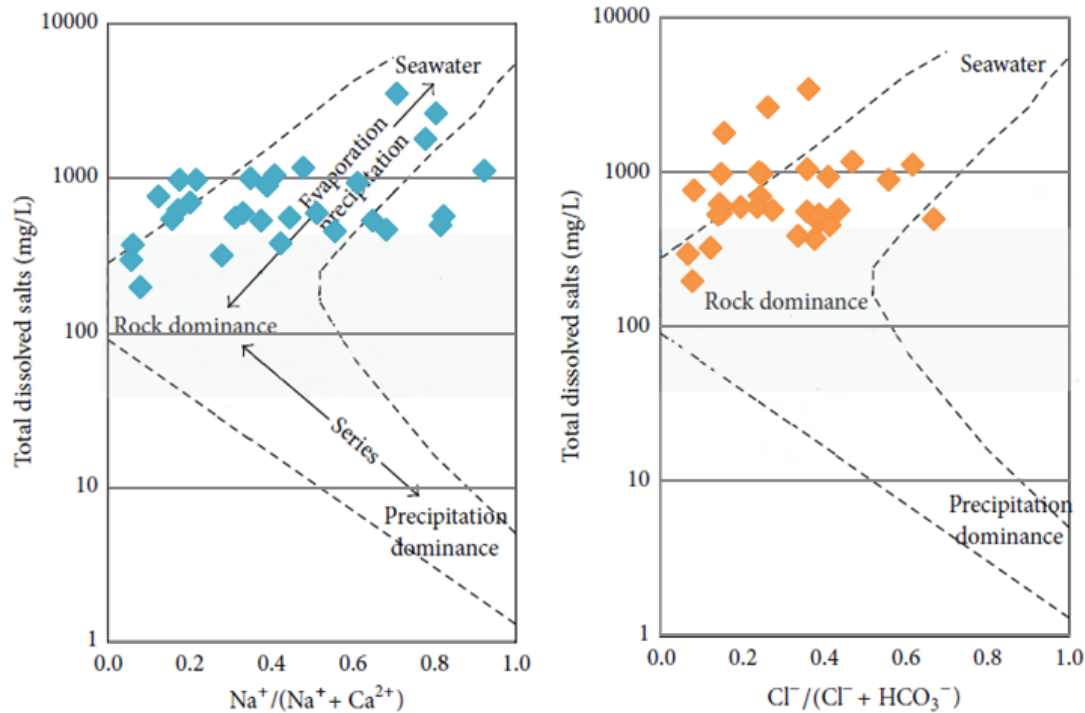 10000
1000
100
10
1
Total dissolved salts (mg/L)
0.0 0.2 0.4 0.6 0.8 1.0
Na⁺/(Na⁺ + Ca²⁺)
Seawater
Evaporation
precipitation
Rock dominance
Series
Precipitation
dominance
10000
1000
100
10
1
Total dissolved salts (mg/L)
0.0 0.2 0.4 0.6 0.8 1.0
Cl⁻/(Cl⁻ + HCO₃⁻)
Seawater
Rock dominance
Precipitation
dominance